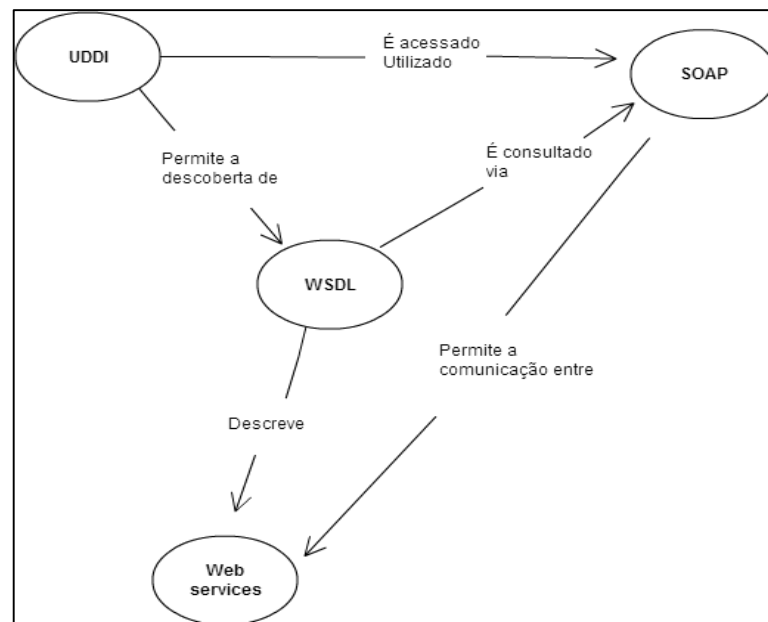 UDDI
É acessado
Utilizado
SOAP
Permite a
descoberta de
É consultado
via
WSDL
Permite a
comunicação entre
Descreve
Web
services